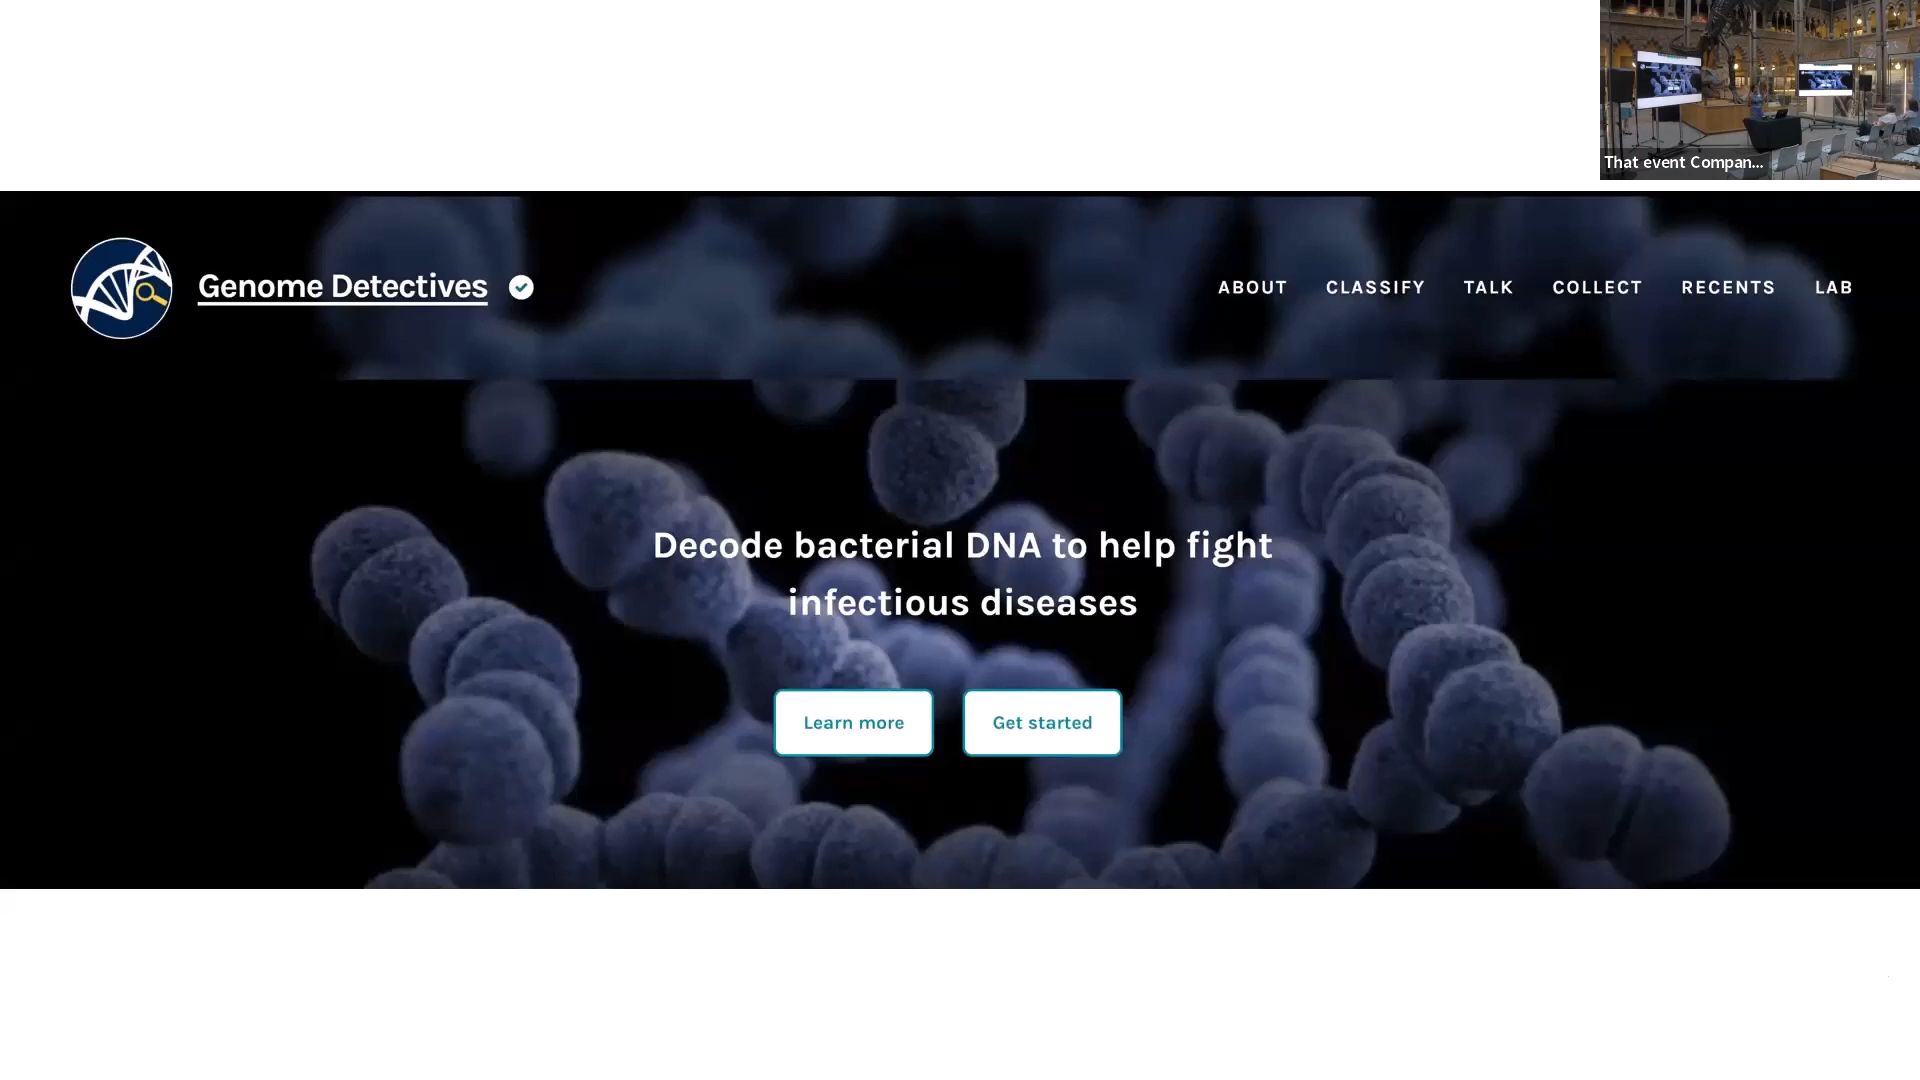 That event Compan...
Genome Detectives
ABOUT
CLASSIFY
TALK
COLLECT
RECENTS
LAB
Decode bacterial DNA to help fight
infectious diseases
Learn more
Get started